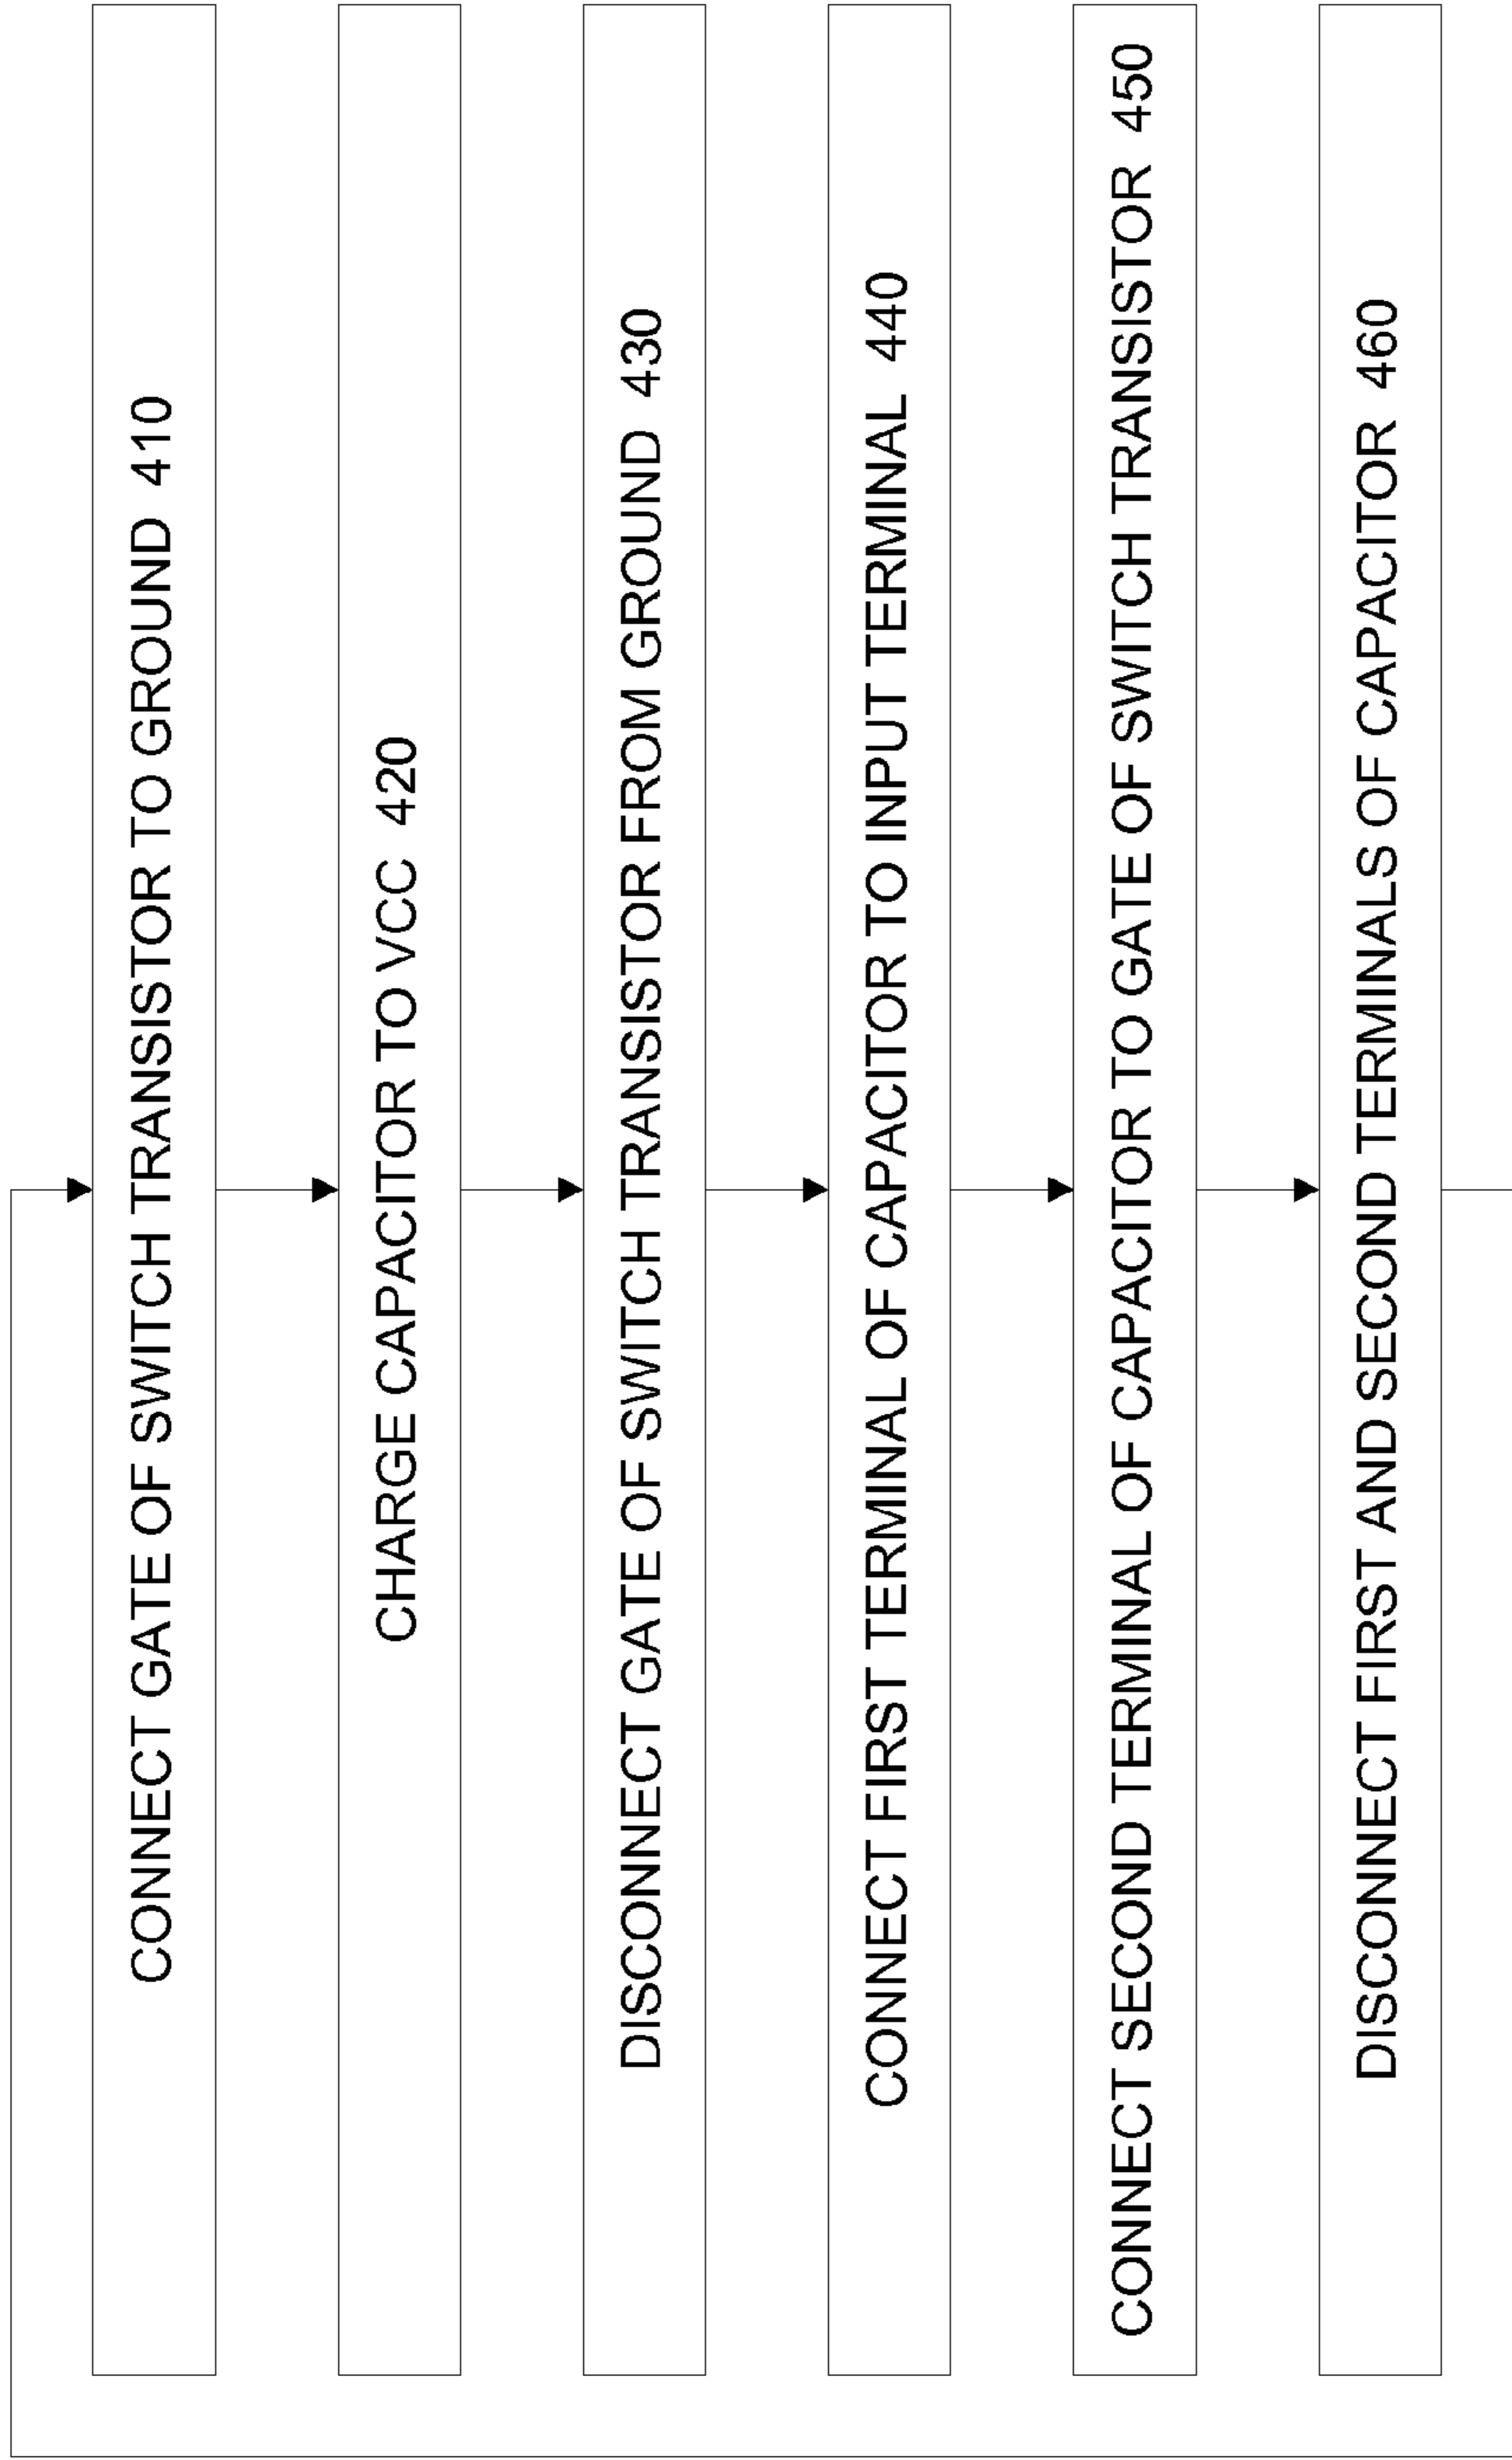 CONNECT GATE OF SWITCH TRANSISTOR TO GROUND 410
CHARGE CAPACITOR TO VCC 420
DISCONNECT GATE OF SWITCH TRANSISTOR FROM GROUND 430
CONNECT FIRST TERMINAL OF CAPACITOR TO INPUT TERMINAL 440
CONNECT SECOND TERMINAL OF CAPACITOR TO GATE OF SWITCH TRANSISTOR 450
DISCONNECT FIRST AND SECOND TERMINALS OF CAPACITOR 460